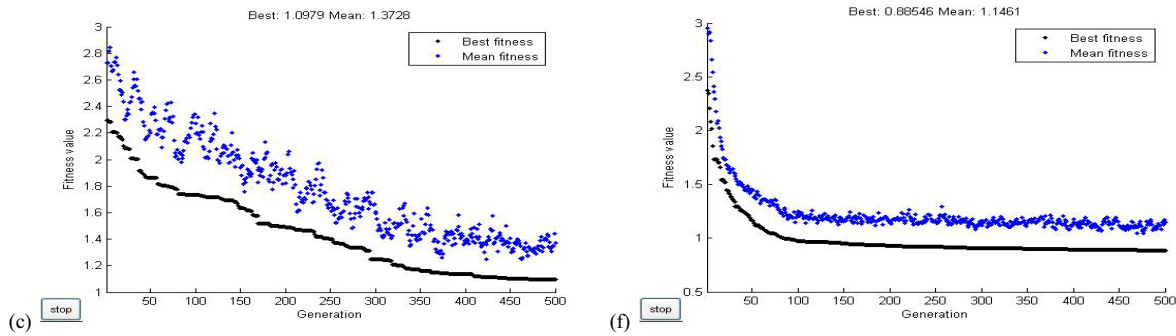 Best: 1.0979 Mean: 1.3728
3
2.8
2.6
2.4
2.2
2
1.8
1.6
1.4
1.2
1
Fitness value
Best fitness
Mean fitness
50 100 150 200 250 300 350 400 450 500
Generation
stop
(c)
Best: 0.88546 Mean: 1.1461
3
2.5
2
1.5
1
0.5
Fitness value
Best fitness
Mean fitness
50 100 150 200 250 300 350 400 450 500
Generation
stop
(f)